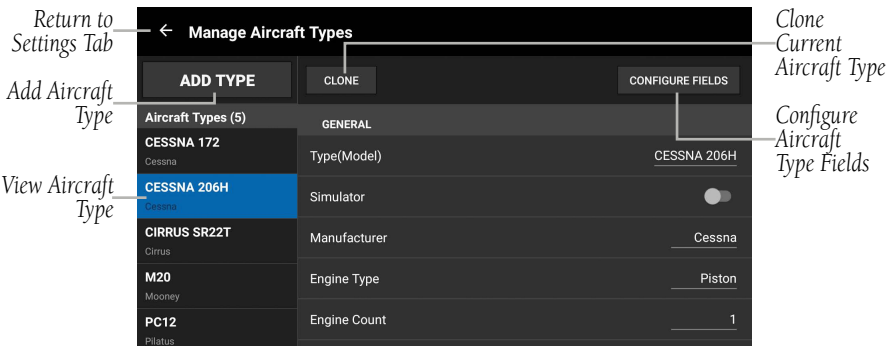 Return to
Settings Tab
Add Aircraft
Type
View Aircraft
Type
Manage Aircraft Types
ADD TYPE
CLONE
CONFIGURE FIELDS
Aircraft Types (5)
CESSNA 172
Cessna
CESSNA 206H
Cessna
CIRRUS SR22T
Cirrus
M20
Mooney
PC12
Pilatus
GENERAL
Type(Model)
CESSNA 206H
Simulator
Manufacturer
Cessna
Engine Type
Piston
Engine Count
1
Clone
Current
Aircraft Type
Configure
Aircraft
Type Fields